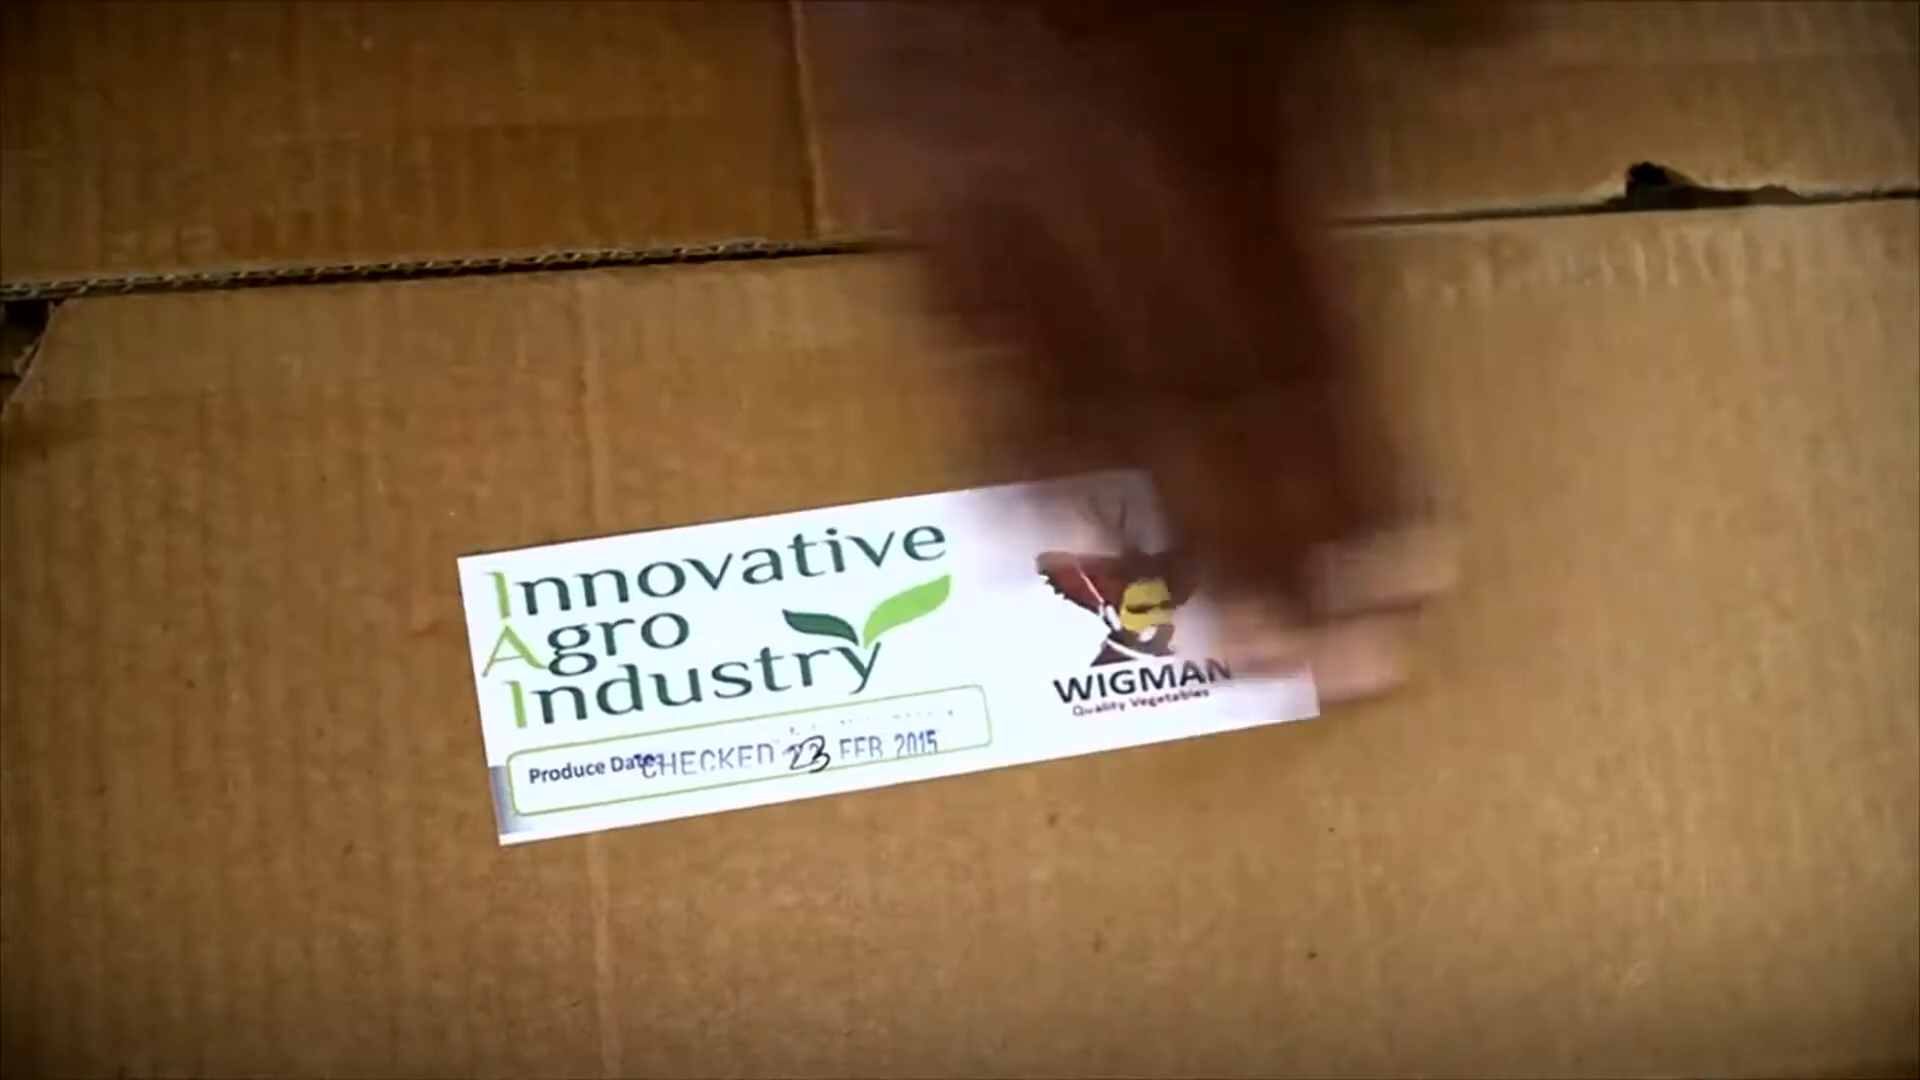 Innovative
Agro
Industry
Produce Date:
CHECKED 23 FEB 2015
WIGMAN
Quality Vegetables